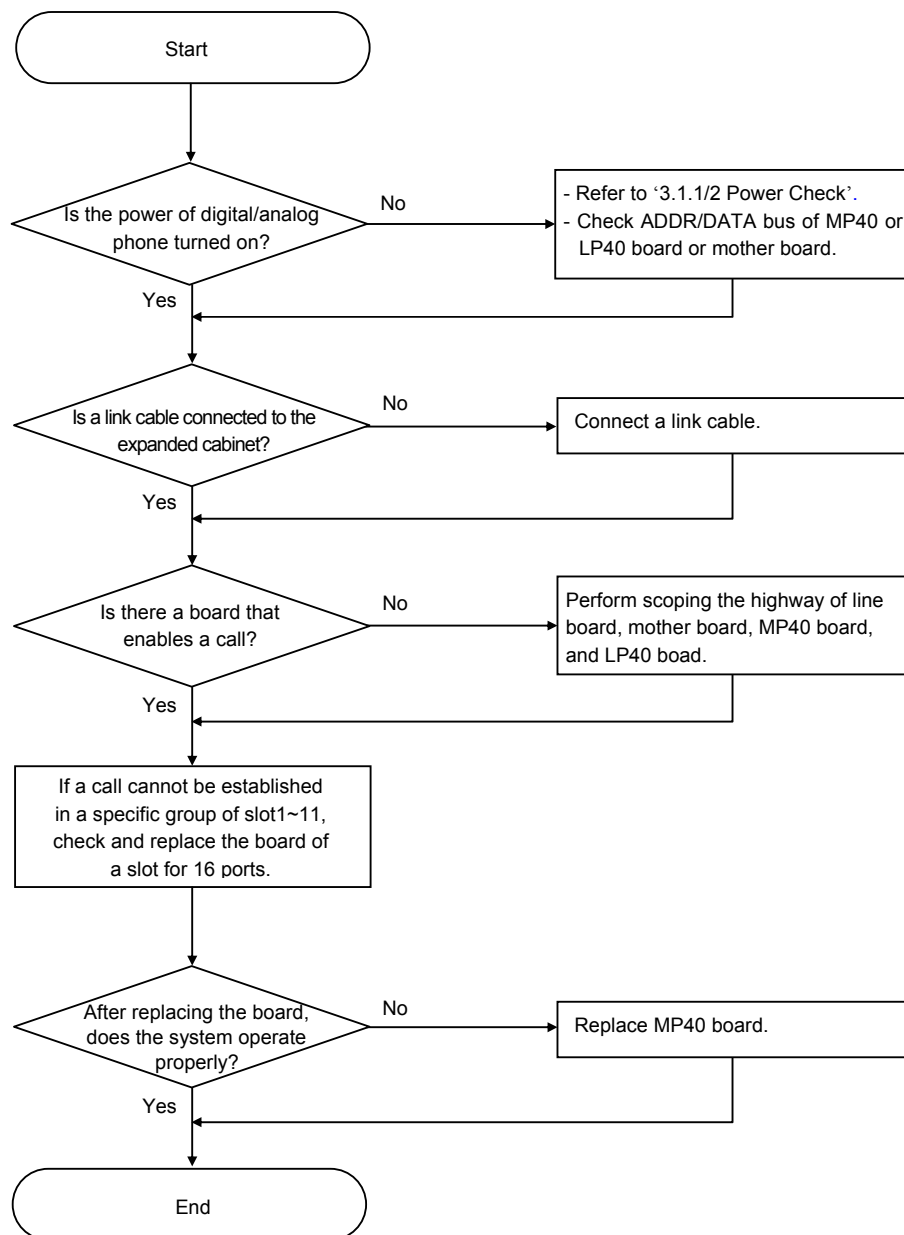 Start
Is the power of digital/analog
phone turned on?
No
- Refer to ‘3.1.1/2 Power Check’.
- Check ADDR/DATA bus of MP40 or
LP40 board or mother board.
Yes
Is a link cable connected to the
expanded cabinet?
No
Connect a link cable.
Yes
Is there a board that
enables a call?
No
Perform scoping the highway of line
board, mother board, MP40 board,
and LP40 boad.
Yes
If a call cannot be established
in a specific group of slot1~11,
check and replace the board of
a slot for 16 ports.
After replacing the board,
does the system operate
properly?
No
Replace MP40 board.
Yes
End